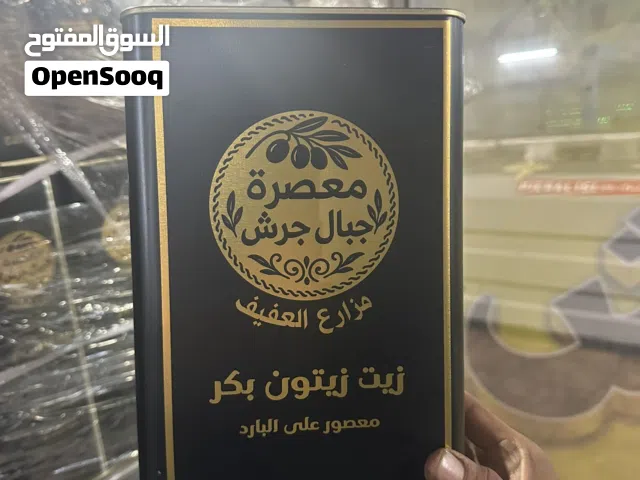 السوق المفتوح
OpenSooq
معصرة
جبال جرش
مزارع العفيف
زيت زيتون بكر
معصور على البارد